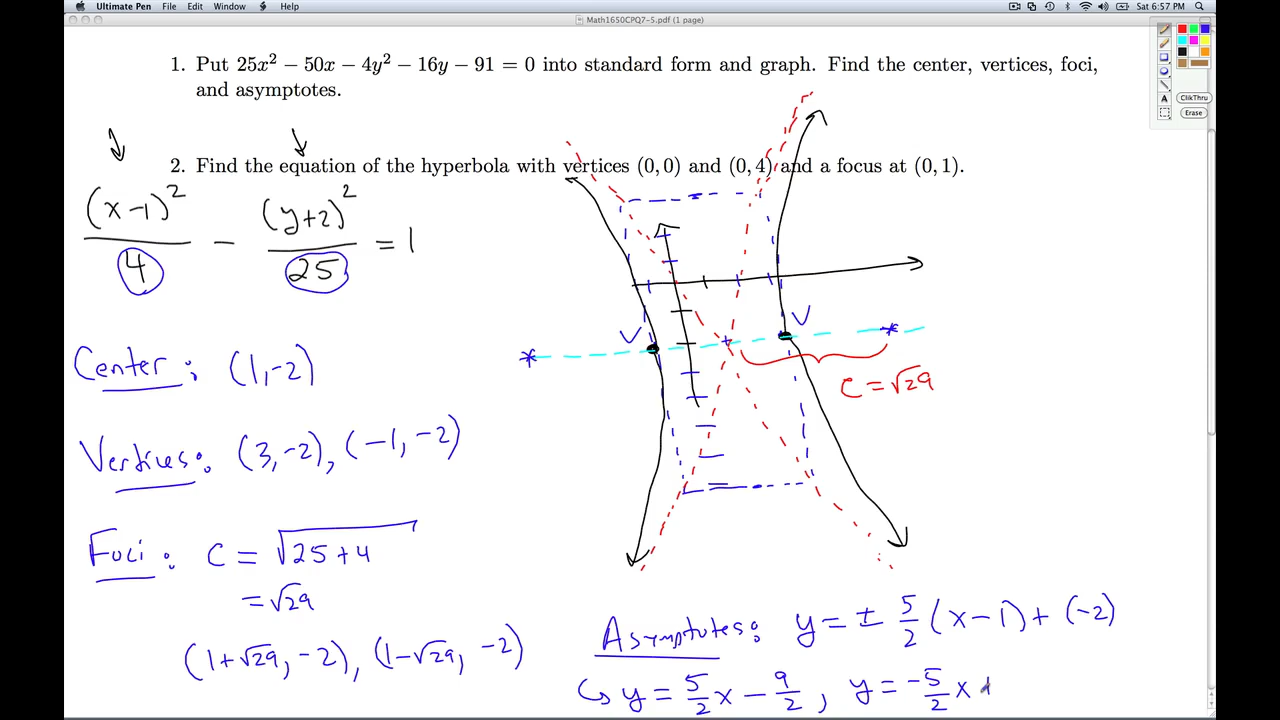 Ultimate Pen File Edit Window Help Sat 6:57 PM
Math1650CPQ7-5.pdf (1 page)
1. Put 25x² − 50x − 4y² − 16y − 91 = 0 into standard form and graph. Find the center, vertices, foci,
and asymptotes.
2. Find the equation of the hyperbola with vertices (0, 0) and (0, 4) and a focus at (0, 1).
ClikThru
Erase
(x-1)²/4 - (y+2)²/25 = 1
V V
Center: (1,-2)
c = √29
Vertices: (3,-2), (-1,-2)
Foci: c = √25+4
= √29
(1+√29, -2), (1-√29, -2)
Asymptotes: y = ± 5/2 (x-1) + (-2)
↳ y = 5/2 x - 9/2, y = -5/2 x